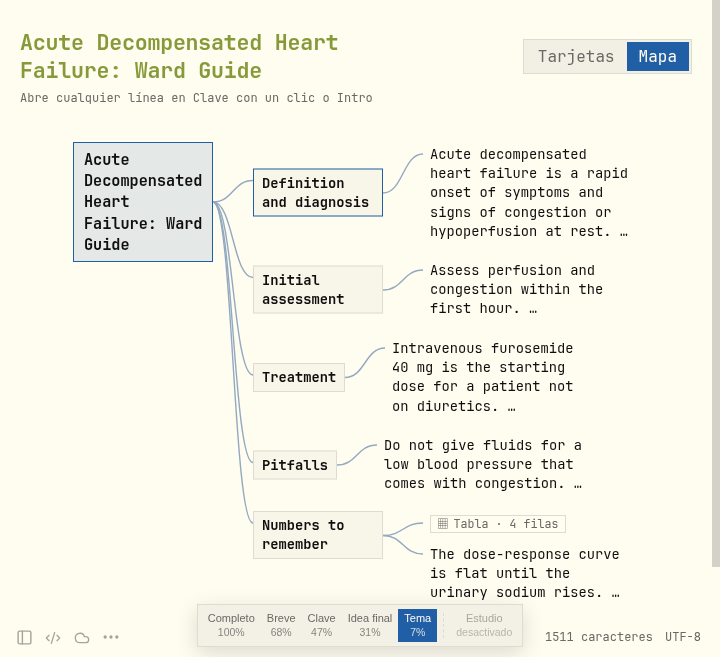 Acute Decompensated Heart
Failure: Ward Guide
Abre cualquier línea en Clave con un clic o Intro
Tarjetas Mapa
Acute
Decompensated
Heart
Failure: Ward
Guide
Definition
and diagnosis
Acute decompensated
heart failure is a rapid
onset of symptoms and
signs of congestion or
hypoperfusion at rest. …
Initial
assessment
Assess perfusion and
congestion within the
first hour. …
Treatment
Intravenous furosemide
40 mg is the starting
dose for a patient not
on diuretics. …
Pitfalls
Do not give fluids for a
low blood pressure that
comes with congestion. …
Numbers to
remember
Tabla · 4 filas
The dose-response curve
is flat until the
urinary sodium rises. …
Completo Breve Clave Idea final Tema Estudio
100% 68% 47% 31% 7% desactivado
1511 caracteres UTF-8